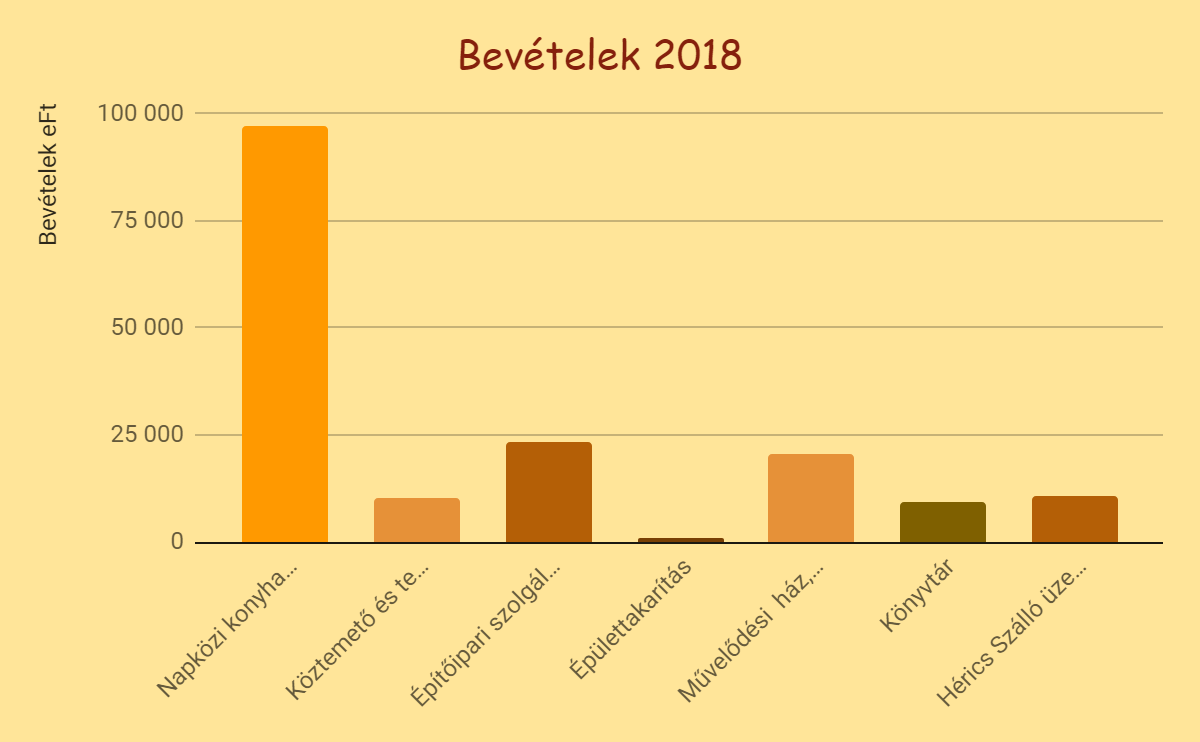 Bevételek 2018
Bevételek eFt
100 000
75 000
50 000
25 000
0
Napközi konyha...
Köztemető és te...
Építőipari szolgál...
Épülettakarítás
Művelődési  ház,...
Könyvtár
Hérics Szálló üze...